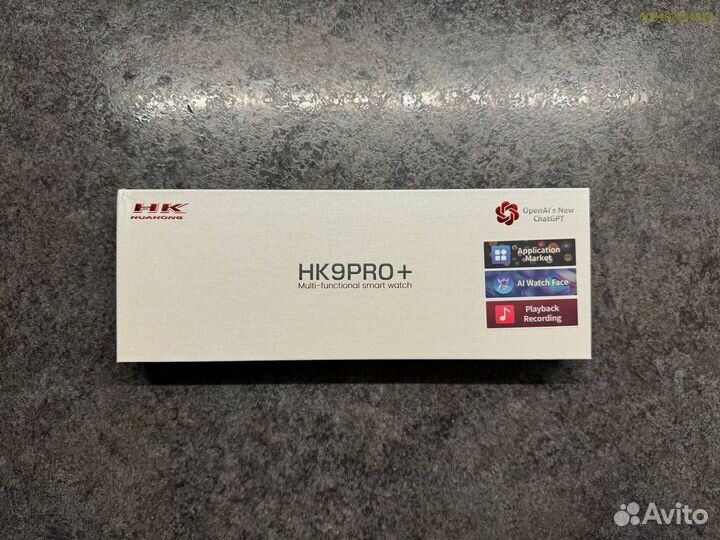 HK
HUAHONG
OpenAi's New
ChatGPT
HK9PRO+
Multi-functional smart watch
Application
Market
AI Watch Face
Playback
Recording
Avito